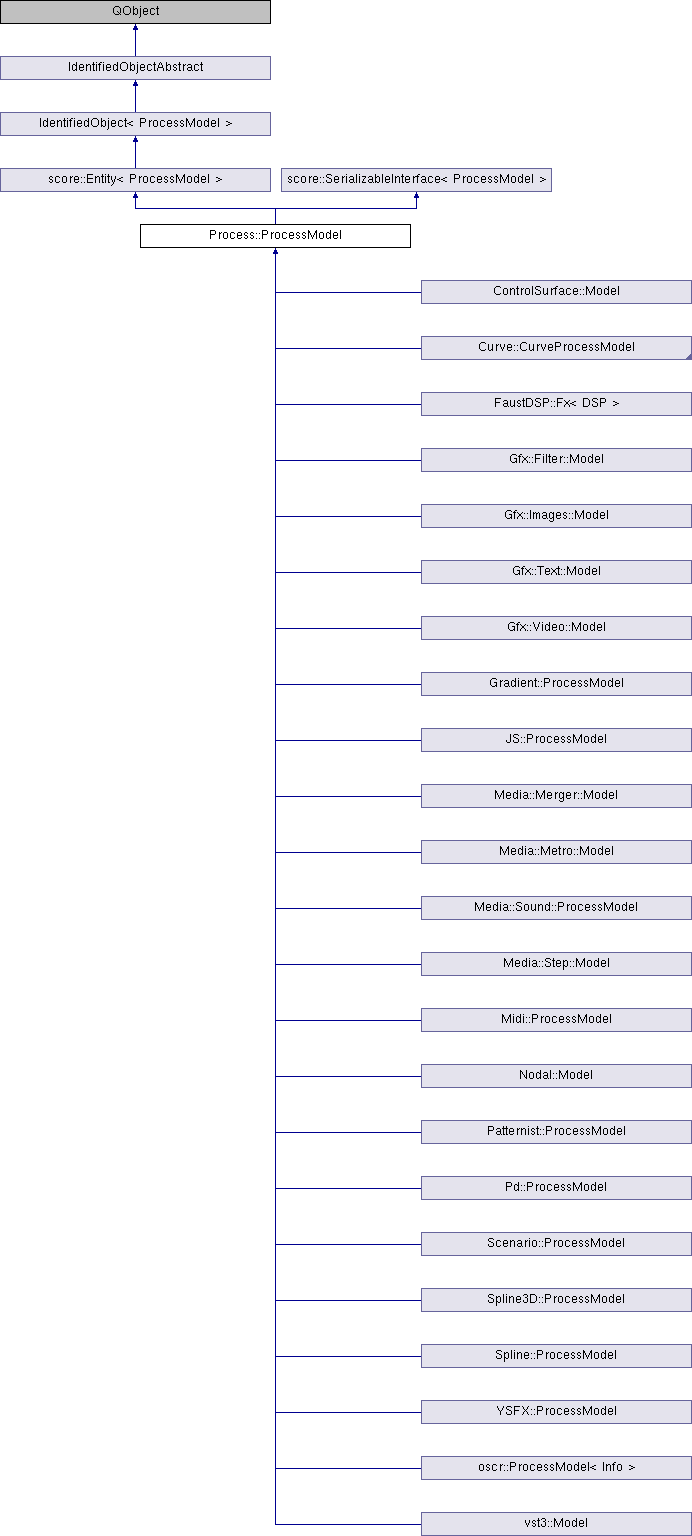 QObject
IdentifiedObjectAbstract
IdentifiedObject< ProcessModel >
score::Entity< ProcessModel >
score::SerializableInterface< ProcessModel >
Process::ProcessModel
ControlSurface::Model
Curve::CurveProcessModel
FaustDSP::Fx< DSP >
Gfx::Filter::Model
Gfx::Images::Model
Gfx::Text::Model
Gfx::Video::Model
Gradient::ProcessModel
JS::ProcessModel
Media::Merger::Model
Media::Metro::Model
Media::Sound::ProcessModel
Media::Step::Model
Midi::ProcessModel
Nodal::Model
Patternist::ProcessModel
Pd::ProcessModel
Scenario::ProcessModel
Spline3D::ProcessModel
Spline::ProcessModel
YSFX::ProcessModel
oscr::ProcessModel< Info >
vst3::Model